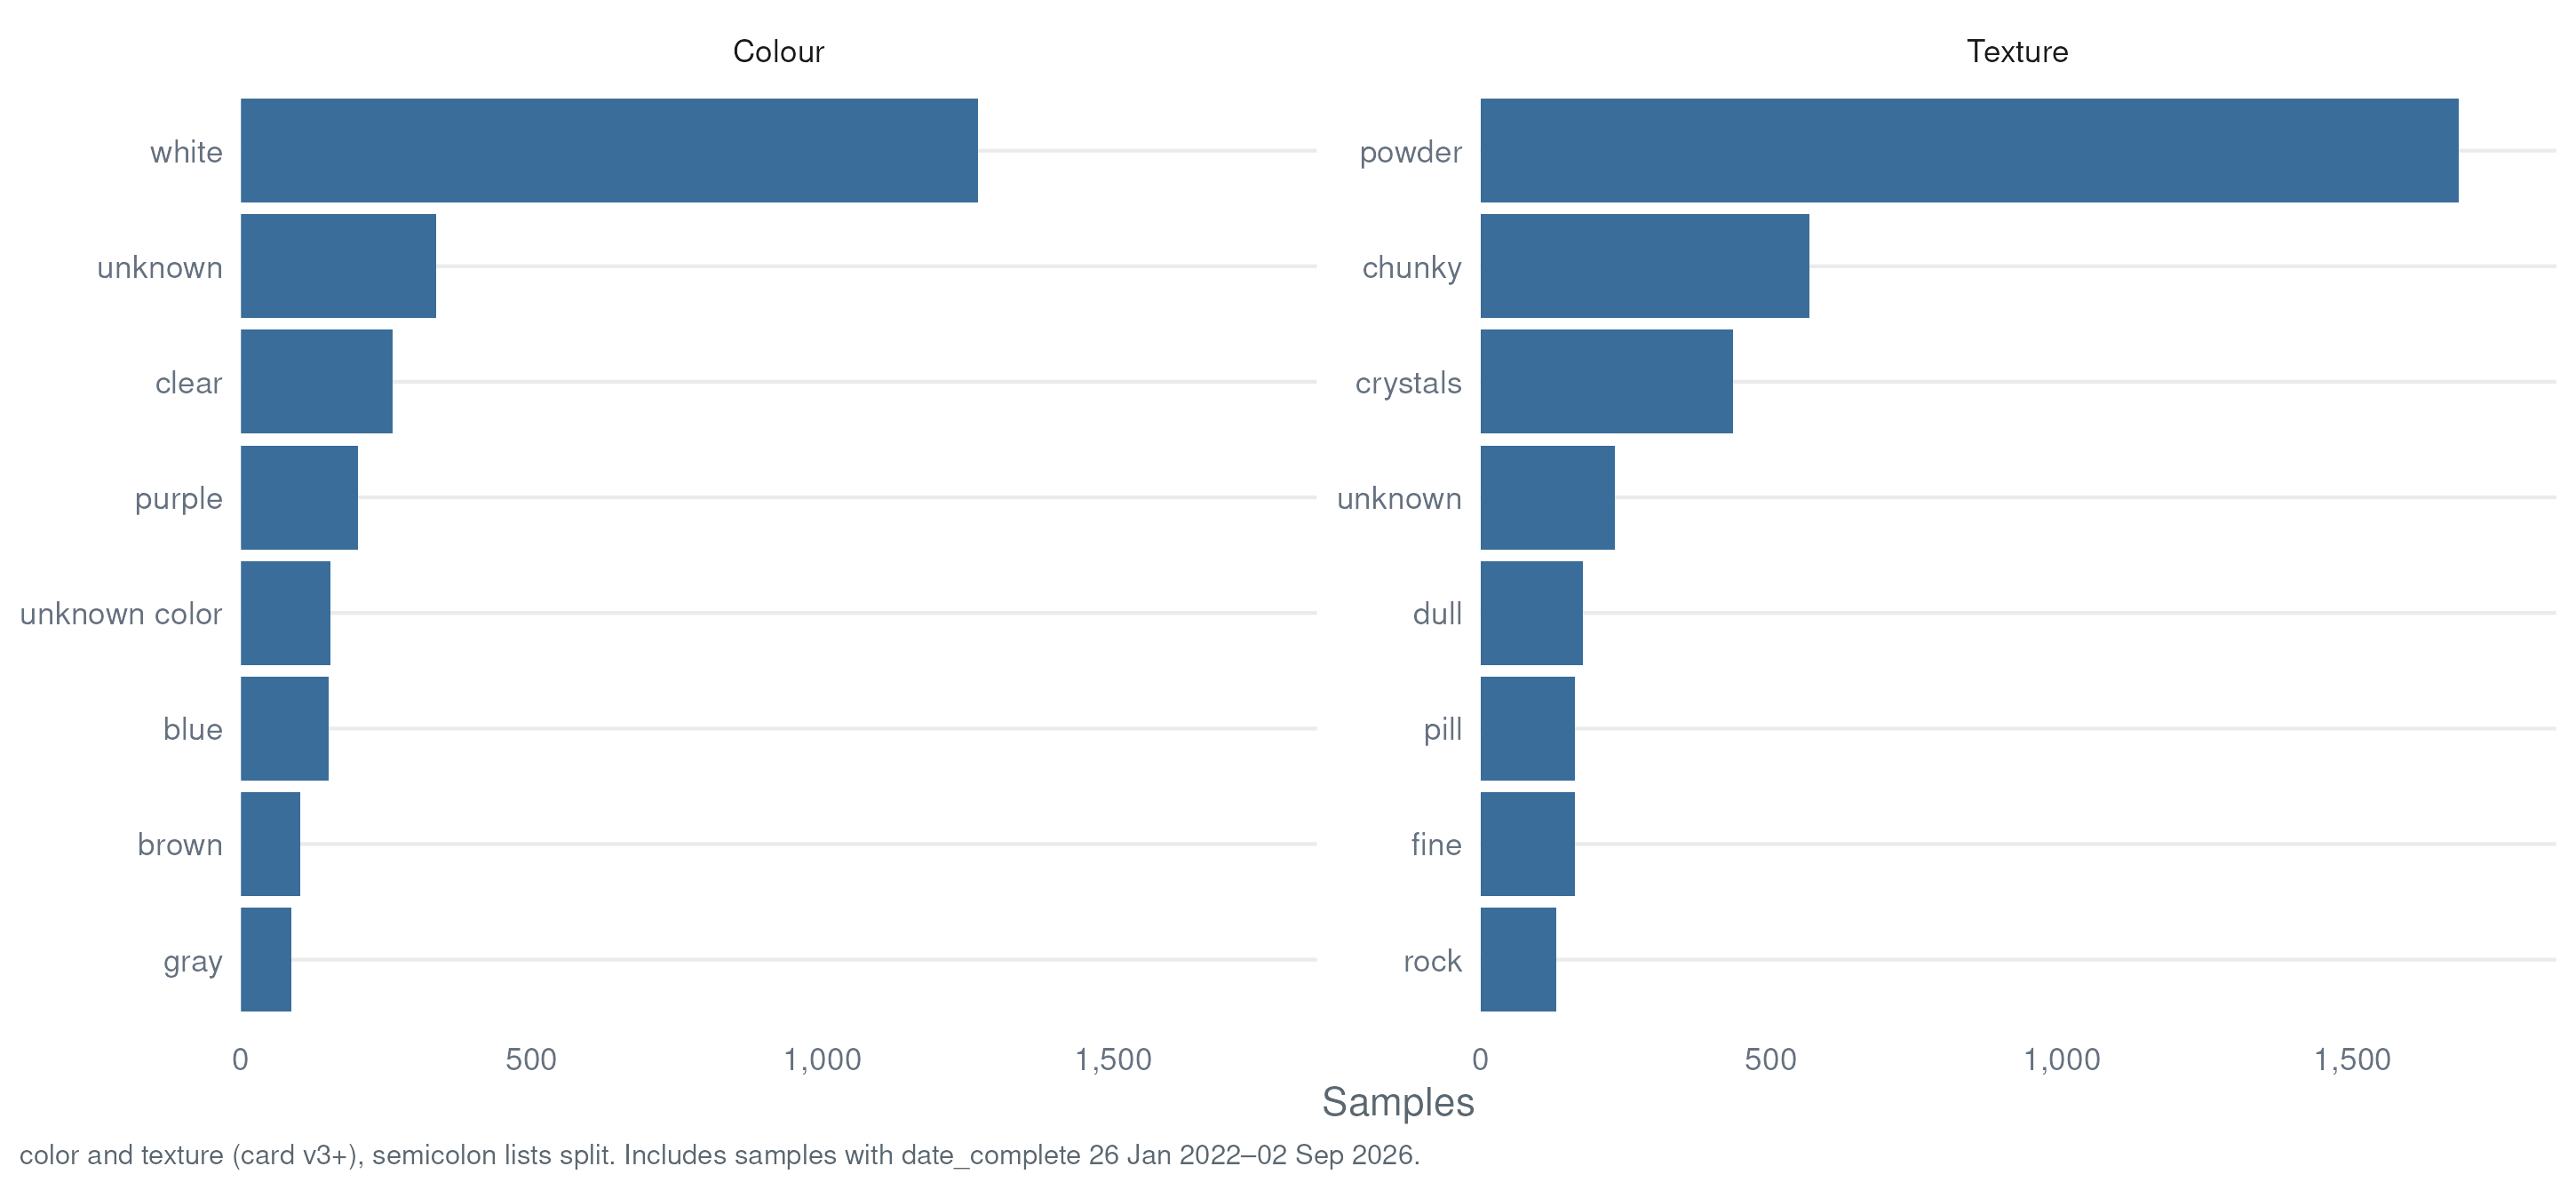 Colour
white
unknown
clear
purple
unknown color
blue
brown
gray
0 500 1,000 1,500
Texture
powder
chunky
crystals
unknown
dull
pill
fine
rock
0 500 1,000 1,500
Samples
color and texture (card v3+), semicolon lists split. Includes samples with date_complete 26 Jan 2022–02 Sep 2026.